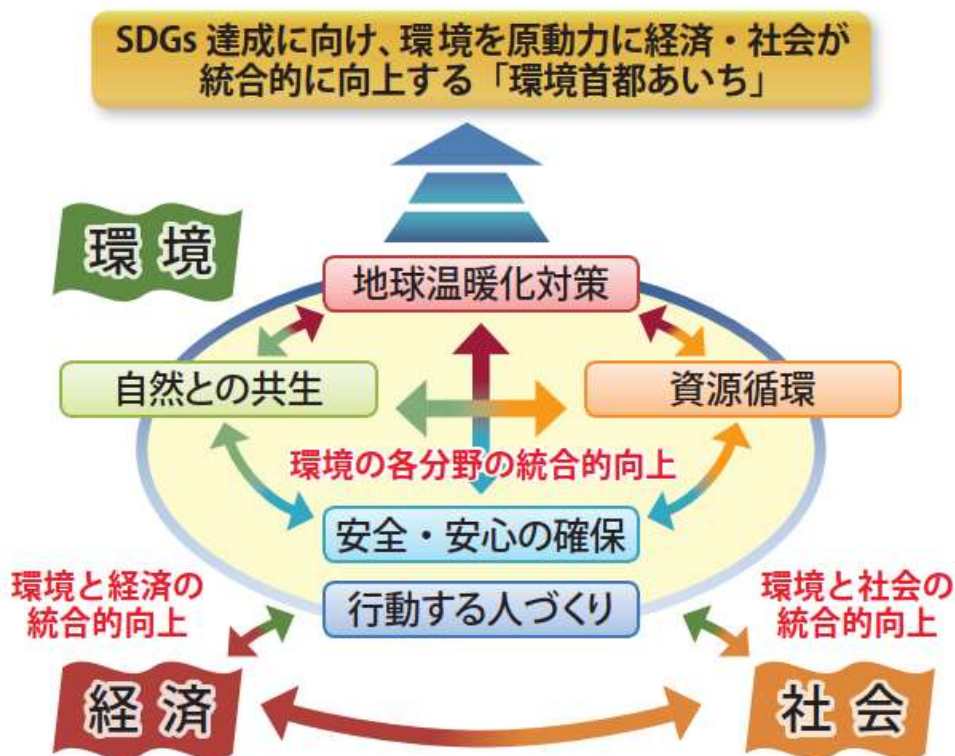 SDGs 達成に向け、環境を原動力に経済・社会が
統合的に向上する「環境首都あいち」
環 境
地球温暖化対策
自然との共生
資源循環
環境の各分野の統合的向上
安全・安心の確保
行動する人づくり
環境と経済の
統合的向上
環境と社会の
統合的向上
経 済
社 会